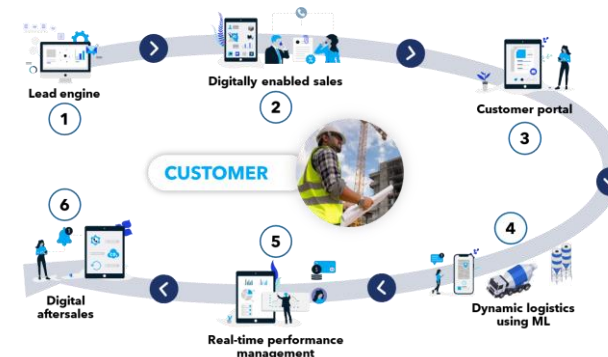 Lead engine
1
Digitally enabled sales
2
Customer portal
3
CUSTOMER
4
Dynamic logistics
using ML
5
Real-time performance
management
6
Digital
aftersales